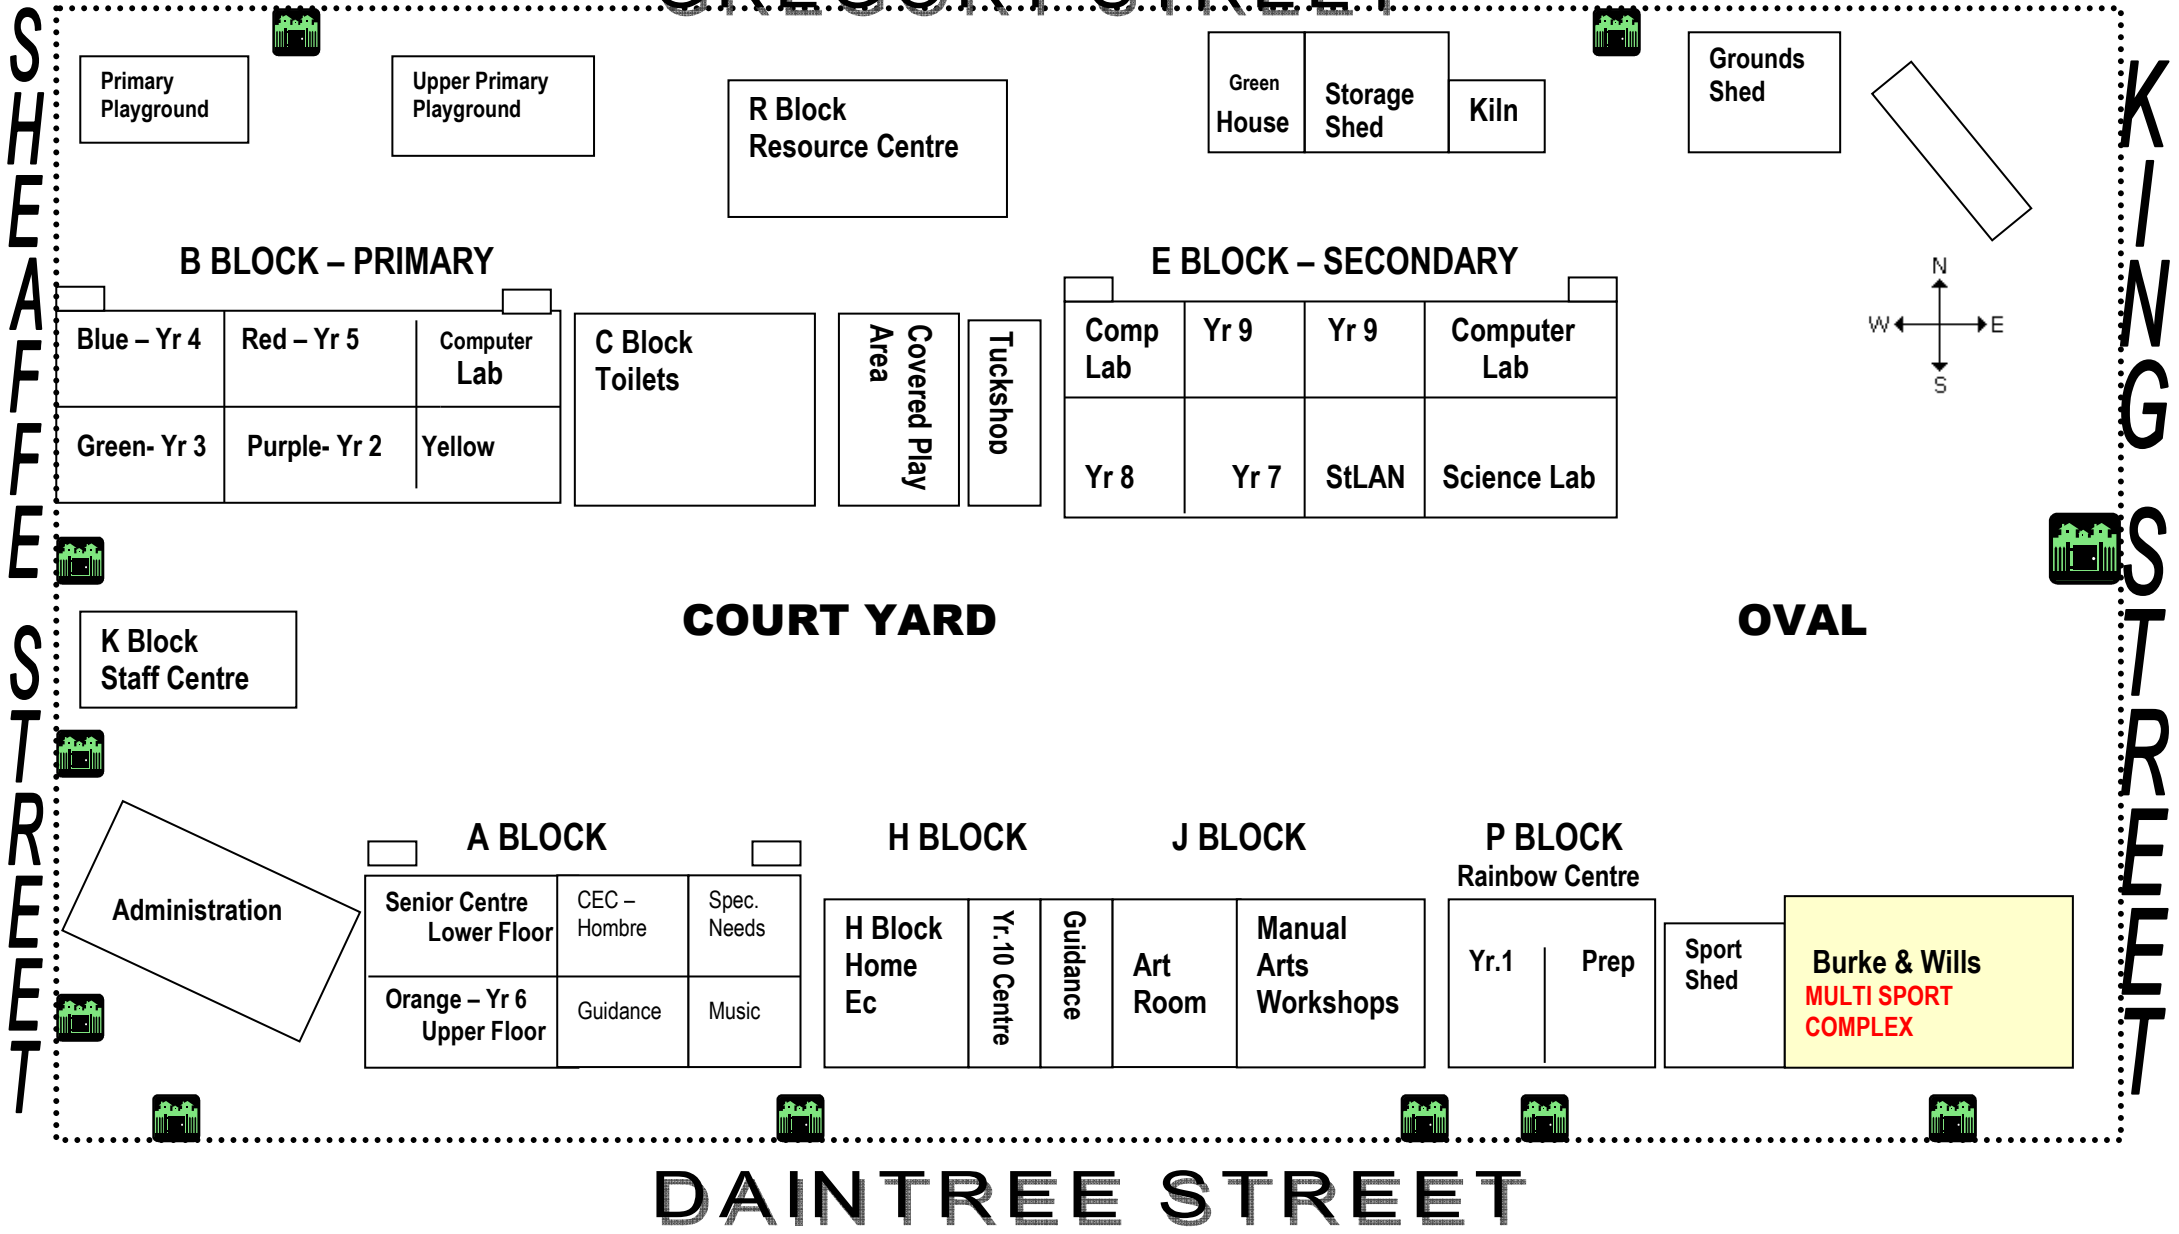 GREGORY STREET
SHEAFFE STREET
KING STREET
Primary
Playground
Upper Primary
Playground
R Block
Resource Centre
Green
House
Storage
Shed
Kiln
Grounds
Shed
B BLOCK – PRIMARY
E BLOCK – SECONDARY
N
W
E
S
Blue – Yr 4
Red – Yr 5
Computer
Lab
Green- Yr 3
Purple- Yr 2
Yellow
C Block
Toilets
Covered Play
Area
Tuckshop
Comp
Lab
Yr 9
Yr 9
Computer
Lab
Yr 8
Yr 7
StLAN
Science Lab
COURT YARD
OVAL
K Block
Staff Centre
Administration
A BLOCK
H BLOCK
J BLOCK
P BLOCK
Rainbow Centre
Senior Centre
Lower Floor
CEC –
Hombre
Spec.
Needs
Orange – Yr 6
Upper Floor
Guidance
Music
H Block
Home
Ec
Yr.10 Centre
Guidance
Art
Room
Manual
Arts
Workshops
Yr.1
Prep
Sport
Shed
Burke & Wills
MULTI SPORT
COMPLEX
DAINTREE STREET